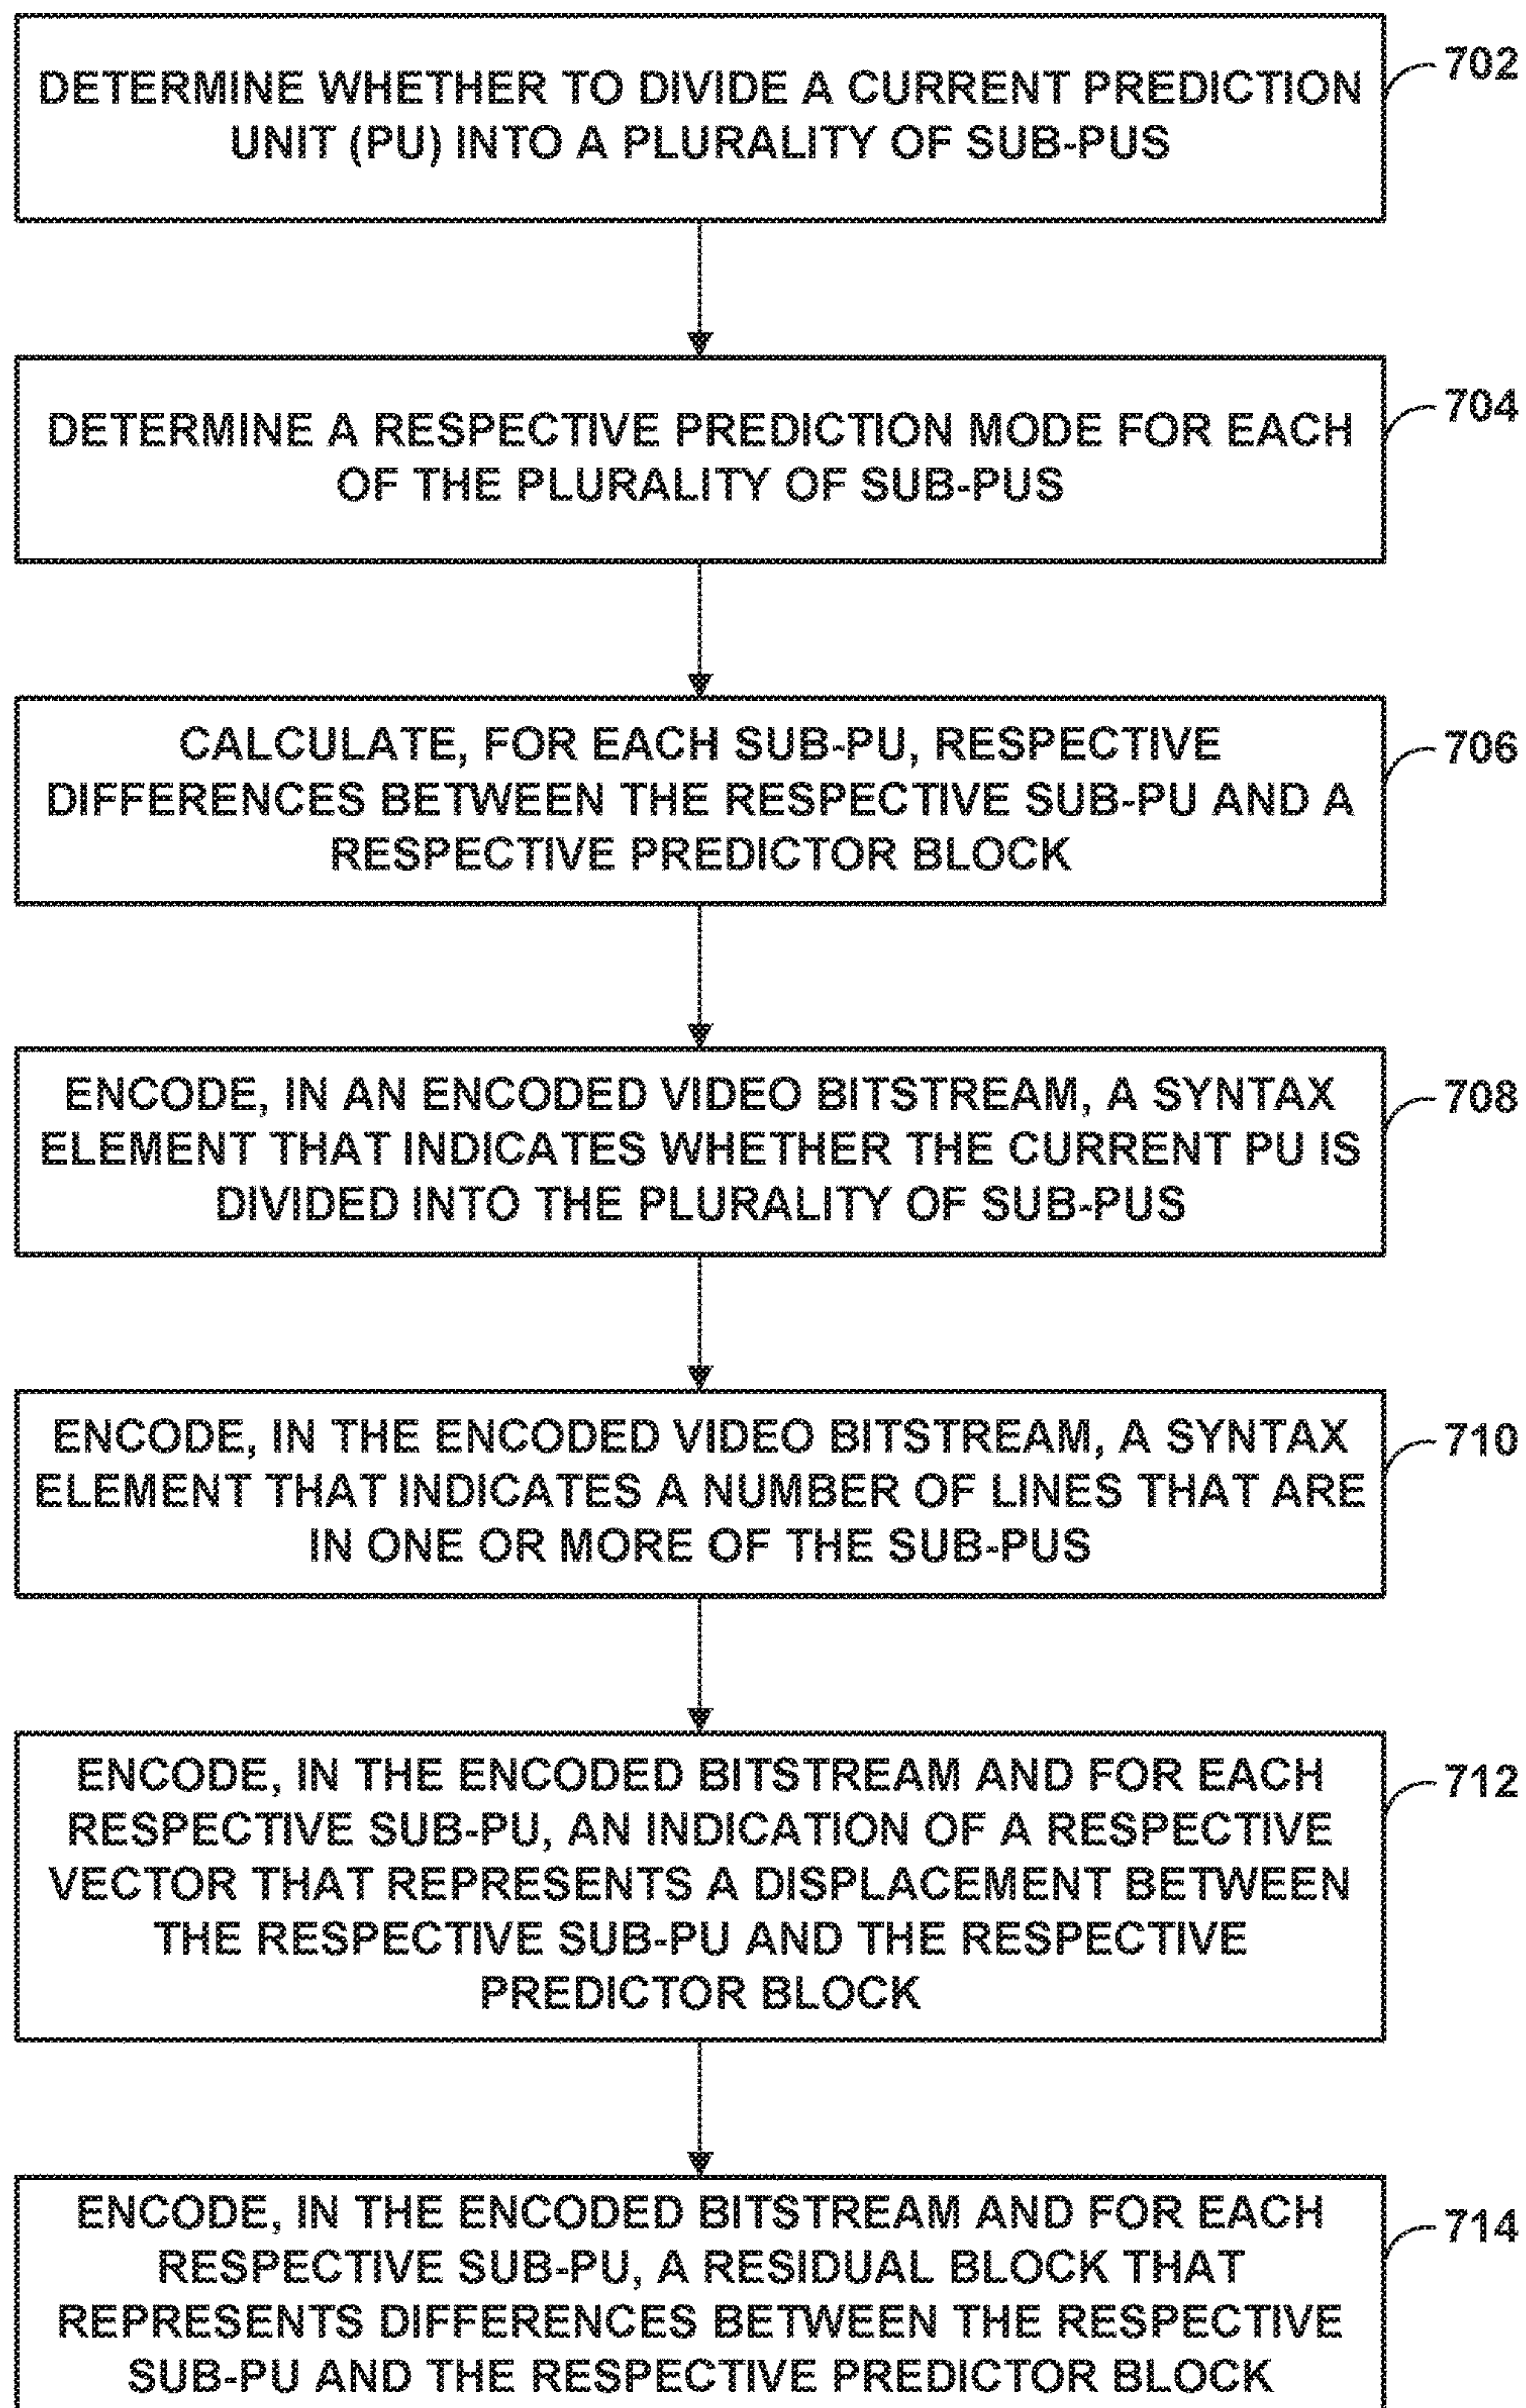 DETERMINE WHETHER TO DIVIDE A CURRENT PREDICTION
UNIT (PU) INTO A PLURALITY OF SUB-PUS
702
DETERMINE A RESPECTIVE PREDICTION MODE FOR EACH
OF THE PLURALITY OF SUB-PUS
704
CALCULATE, FOR EACH SUB-PU, RESPECTIVE
DIFFERENCES BETWEEN THE RESPECTIVE SUB-PU AND A
RESPECTIVE PREDICTOR BLOCK
706
ENCODE, IN AN ENCODED VIDEO BITSTREAM, A SYNTAX
ELEMENT THAT INDICATES WHETHER THE CURRENT PU IS
DIVIDED INTO THE PLURALITY OF SUB-PUS
708
ENCODE, IN THE ENCODED VIDEO BITSTREAM, A SYNTAX
ELEMENT THAT INDICATES A NUMBER OF LINES THAT ARE
IN ONE OR MORE OF THE SUB-PUS
710
ENCODE, IN THE ENCODED BITSTREAM AND FOR EACH
RESPECTIVE SUB-PU, AN INDICATION OF A RESPECTIVE
VECTOR THAT REPRESENTS A DISPLACEMENT BETWEEN
THE RESPECTIVE SUB-PU AND THE RESPECTIVE
PREDICTOR BLOCK
712
ENCODE, IN THE ENCODED BITSTREAM AND FOR EACH
RESPECTIVE SUB-PU, A RESIDUAL BLOCK THAT
REPRESENTS DIFFERENCES BETWEEN THE RESPECTIVE
SUB-PU AND THE RESPECTIVE PREDICTOR BLOCK
714